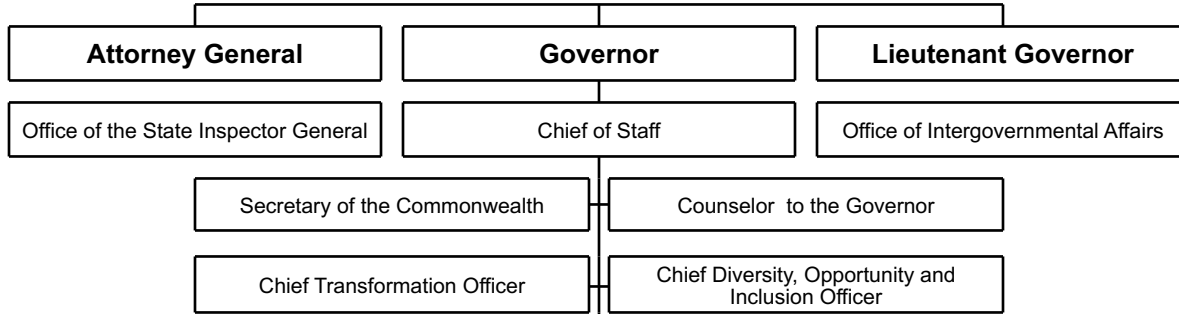 Attorney General
Governor
Lieutenant Governor
Office of the State Inspector General
Chief of Staff
Office of Intergovernmental Affairs
Secretary of the Commonwealth
Counselor to the Governor
Chief Transformation Officer
Chief Diversity, Opportunity and
Inclusion Officer